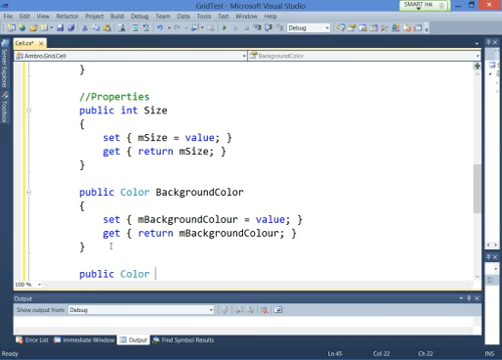 GridTest - Microsoft Visual Studio
SMART Ink
File Edit View Refactor Project Build Debug Team Data Tools Test Window Help
Debug
Cell.cs*
Ambro.Grid.Cell
BackgroundColor
Server Explorer
Toolbox
}
//Properties
public int Size
{
set { mSize = value; }
get { return mSize; }
}
public Color BackgroundColor
{
set { mBackgroundColour = value; }
get { return mBackgroundColour; }
}
public Color
100 %
Output
Show output from: Debug
Error List Immediate Window Output Find Symbol Results
Ln 45 Col 22 Ch 22 INS